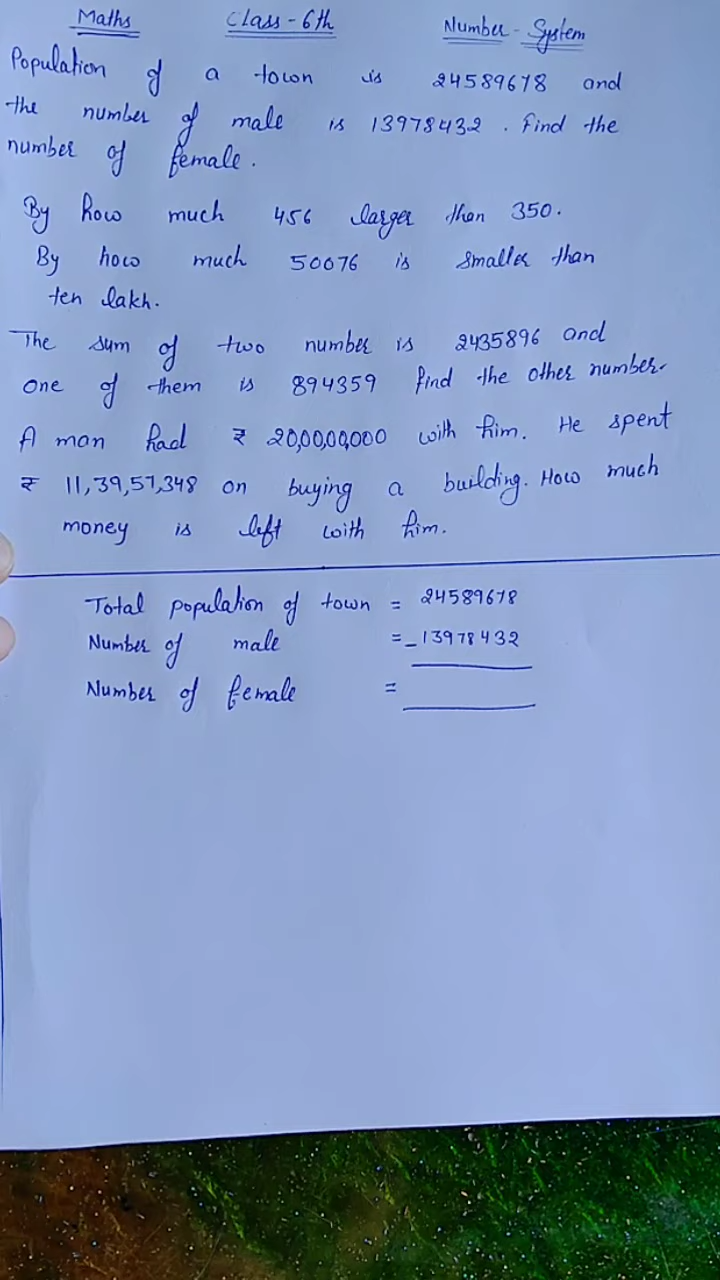 Maths Class-6th Number-System
Population of a town is 24589678 and
the number of male is 13978432. find the
number of female.
By how much 456 larger than 350.
By how much 50076 is smaller than
ten lakh.
The sum of two number is 2435896 and
one of them is 894359 find the other number.
A man had ₹ 20,00,00,000 with him. He spent
₹ 11,39,57,348 on buying a building. How much
money is left with him.
Total population of town = 24589678
Number of male = - 13978432
Number of female =